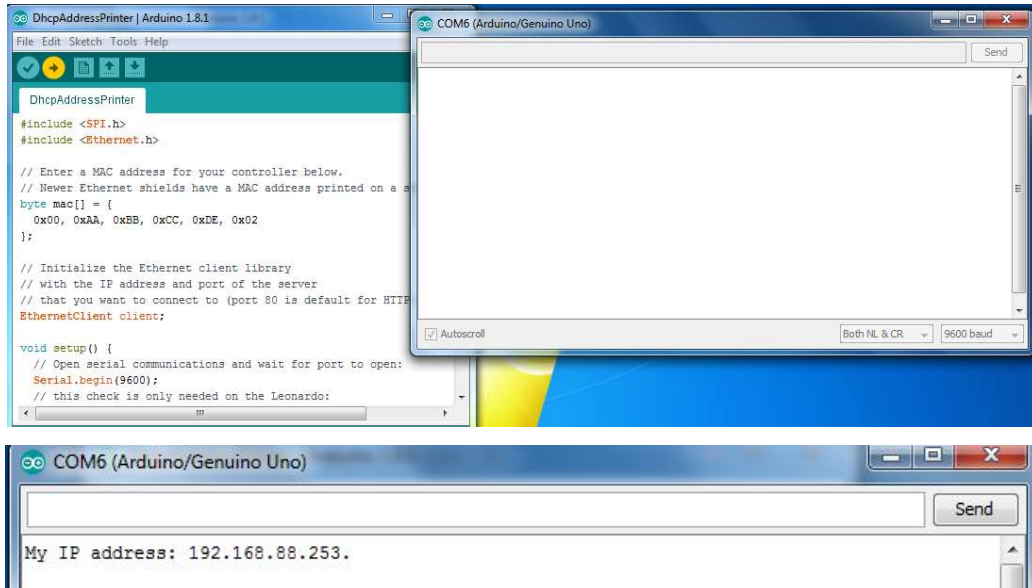 DhcpAddressPrinter | Arduino 1.8.1
File Edit Sketch Tools Help
DhcpAddressPrinter
#include <SPI.h>
#include <Ethernet.h>
// Enter a MAC address for your controller below.
// Newer Ethernet shields have a MAC address printed on a s
byte mac[] = {
  0x00, 0xAA, 0xBB, 0xCC, 0xDE, 0x02
};
// Initialize the Ethernet client library
// with the IP address and port of the server
// that you want to connect to (port 80 is default for HTTP
EthernetClient client;
void setup() {
  // Open serial communications and wait for port to open:
  Serial.begin(9600);
  // this check is only needed on the Leonardo:
COM6 (Arduino/Genuino Uno)
Send
Autoscroll
Both NL & CR
9600 baud
COM6 (Arduino/Genuino Uno)
Send
My IP address: 192.168.88.253.